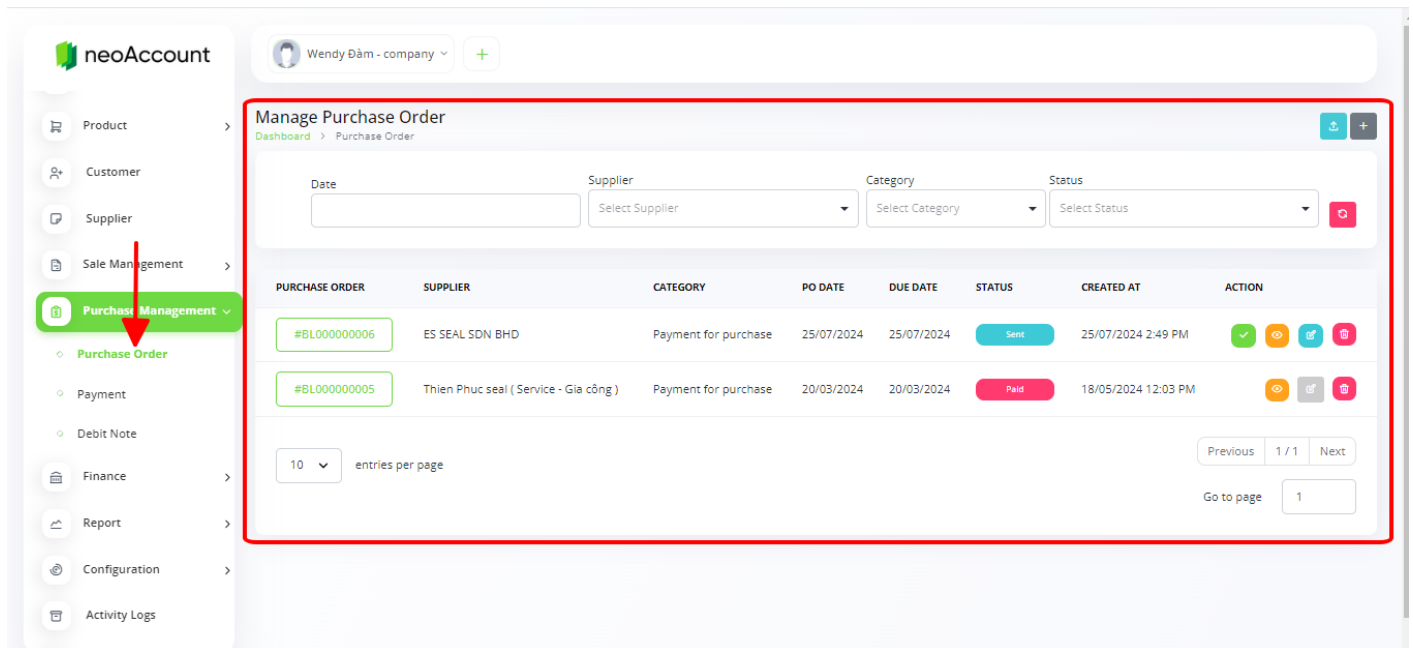 neoAccount
Wendy Đàm - company
+
Product
Customer
Supplier
Sale Management
Purchase Management
Purchase Order
Payment
Debit Note
Finance
Report
Configuration
Activity Logs
Manage Purchase Order
Dashboard > Purchase Order
+
Date Supplier Category Status
Select Supplier Select Category Select Status
PURCHASE ORDER SUPPLIER CATEGORY PO DATE DUE DATE STATUS CREATED AT ACTION
#BL000000006 ES SEAL SDN BHD Payment for purchase 25/07/2024 25/07/2024 Sent 25/07/2024 2:49 PM
#BL000000005 Thien Phuc seal ( Service - Gia công ) Payment for purchase 20/03/2024 20/03/2024 Paid 18/05/2024 12:03 PM
10 entries per page
Previous 1 / 1 Next
Go to page 1